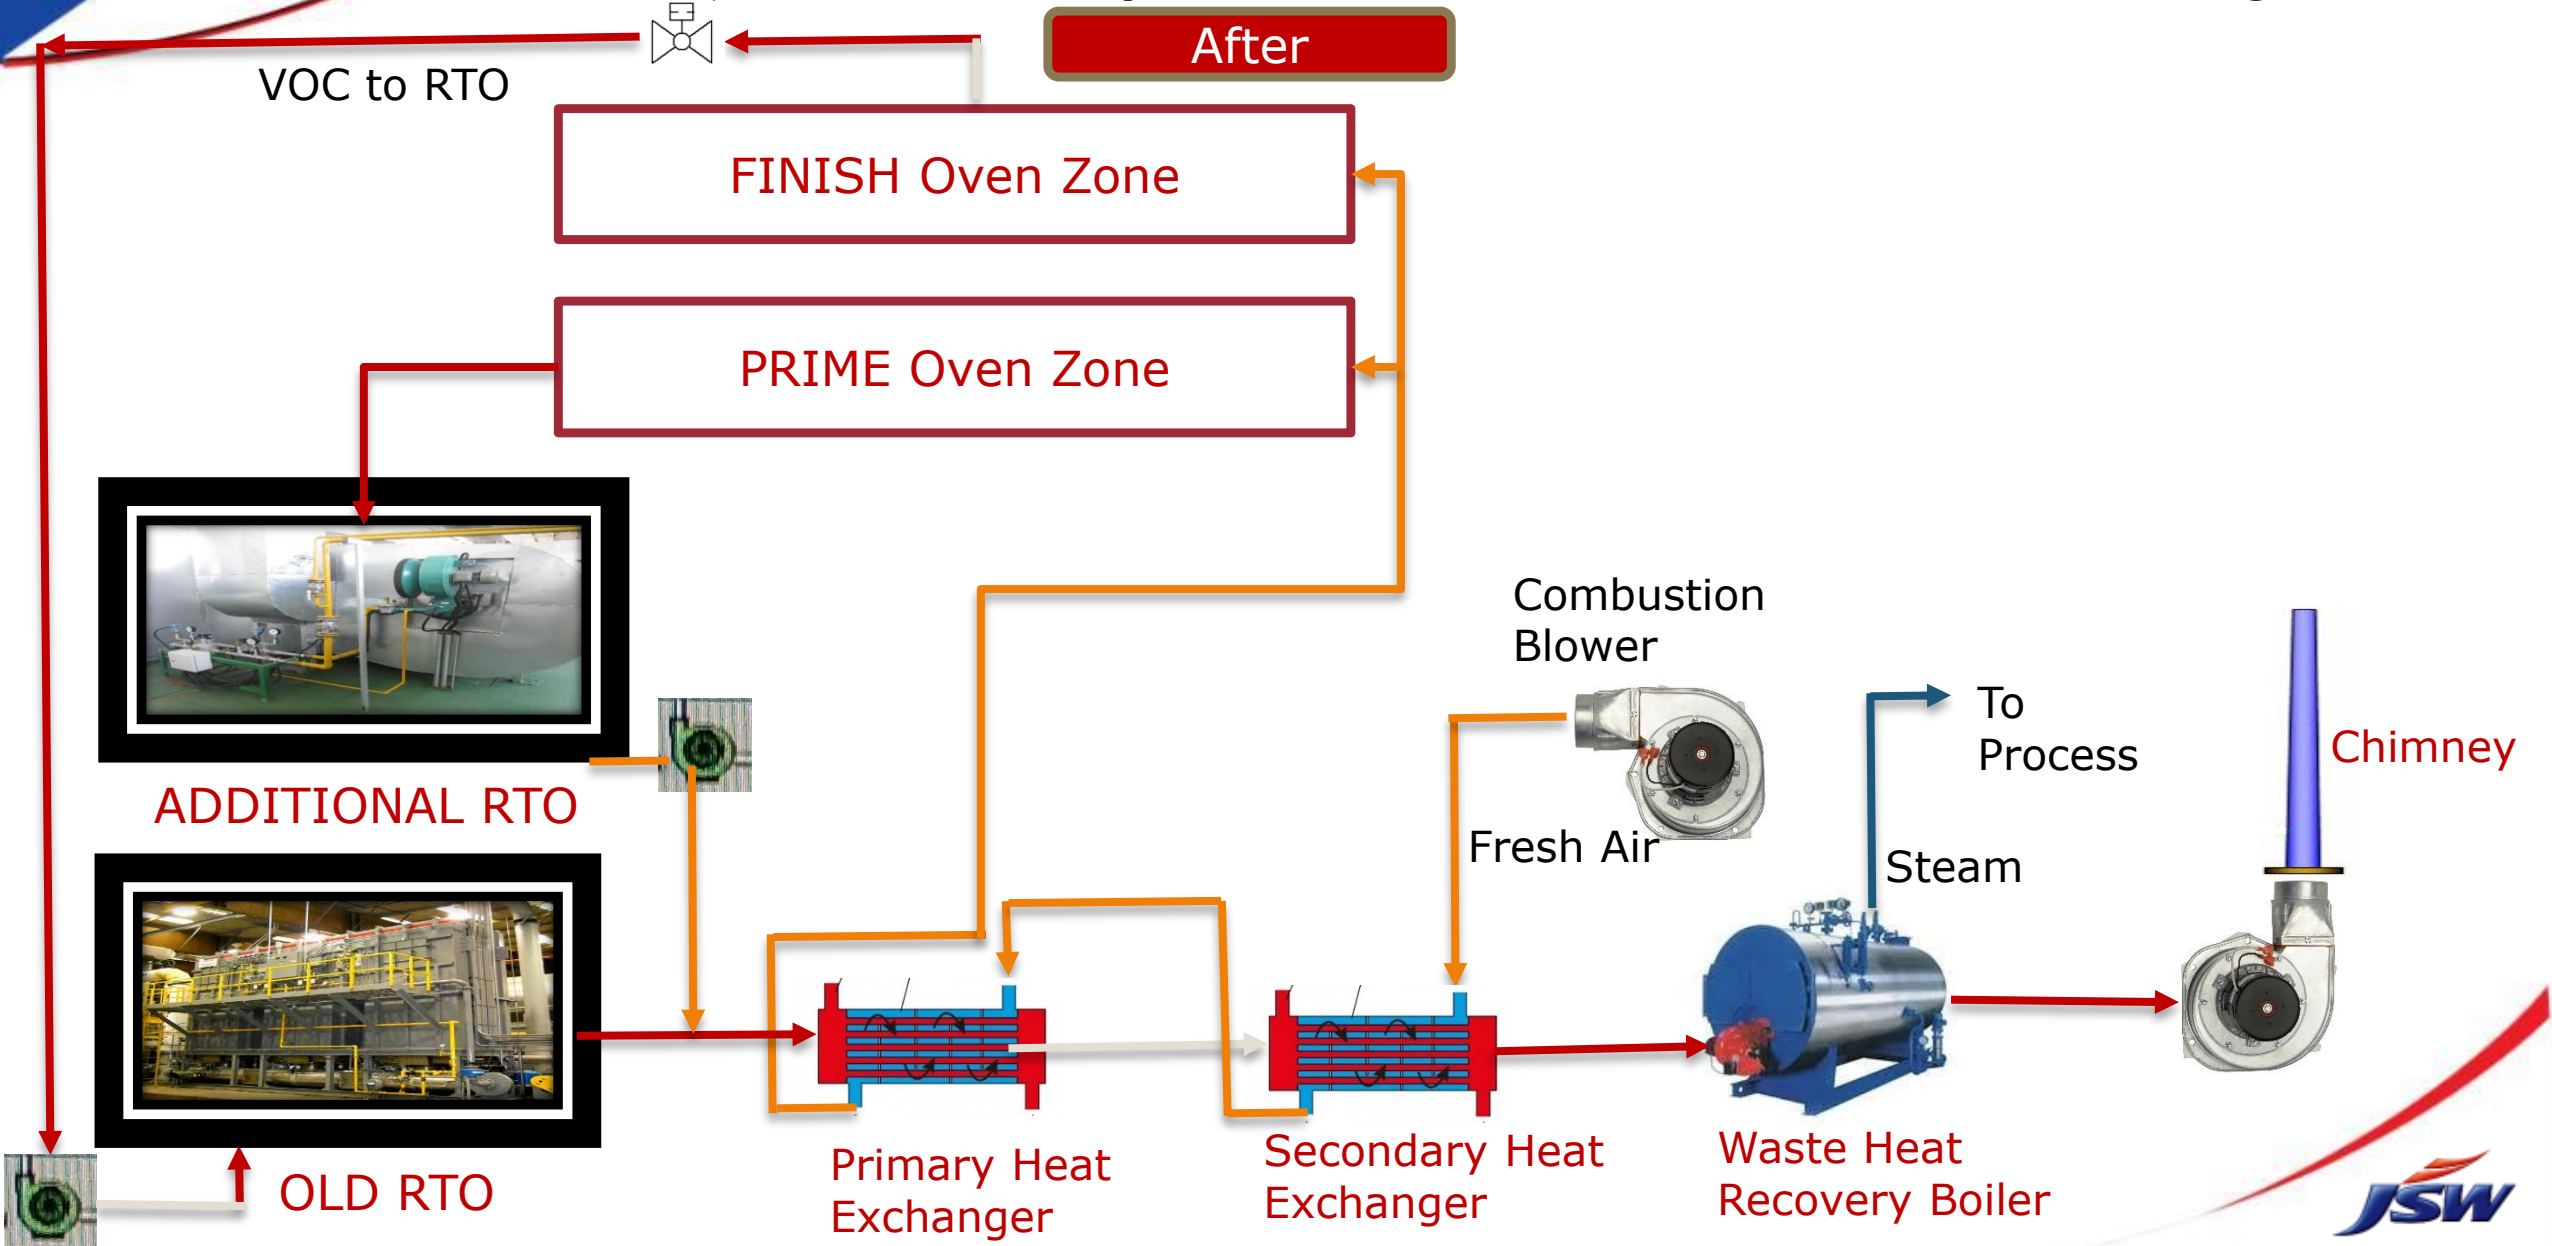 After
VOC to RTO
FINISH Oven Zone
PRIME Oven Zone
Combustion
Blower
To
Process
Chimney
ADDITIONAL RTO
Fresh Air
Steam
OLD RTO
Primary Heat
Exchanger
Secondary Heat
Exchanger
Waste Heat
Recovery Boiler
JSW